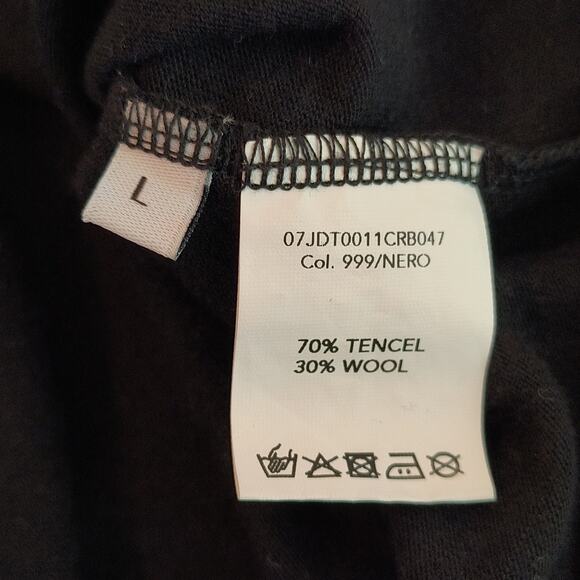 L
07JDT0011CRB047
Col. 999/NERO
70% TENCEL
30% WOOL